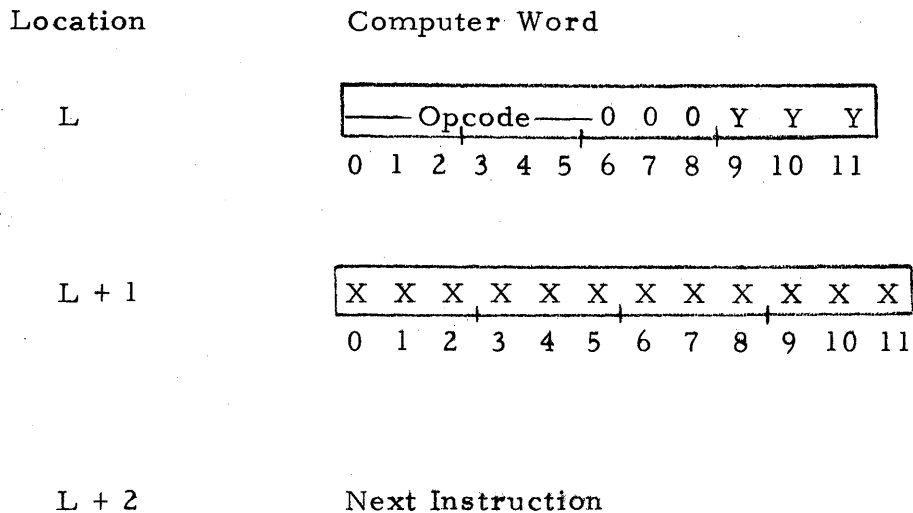 Location Computer Word
L —— Opcode —— 0 0 0 Y Y Y
0 1 2 3 4 5 6 7 8 9 10 11
L + 1 X X X X X X X X X X X X
0 1 2 3 4 5 6 7 8 9 10 11
L + 2 Next Instruction